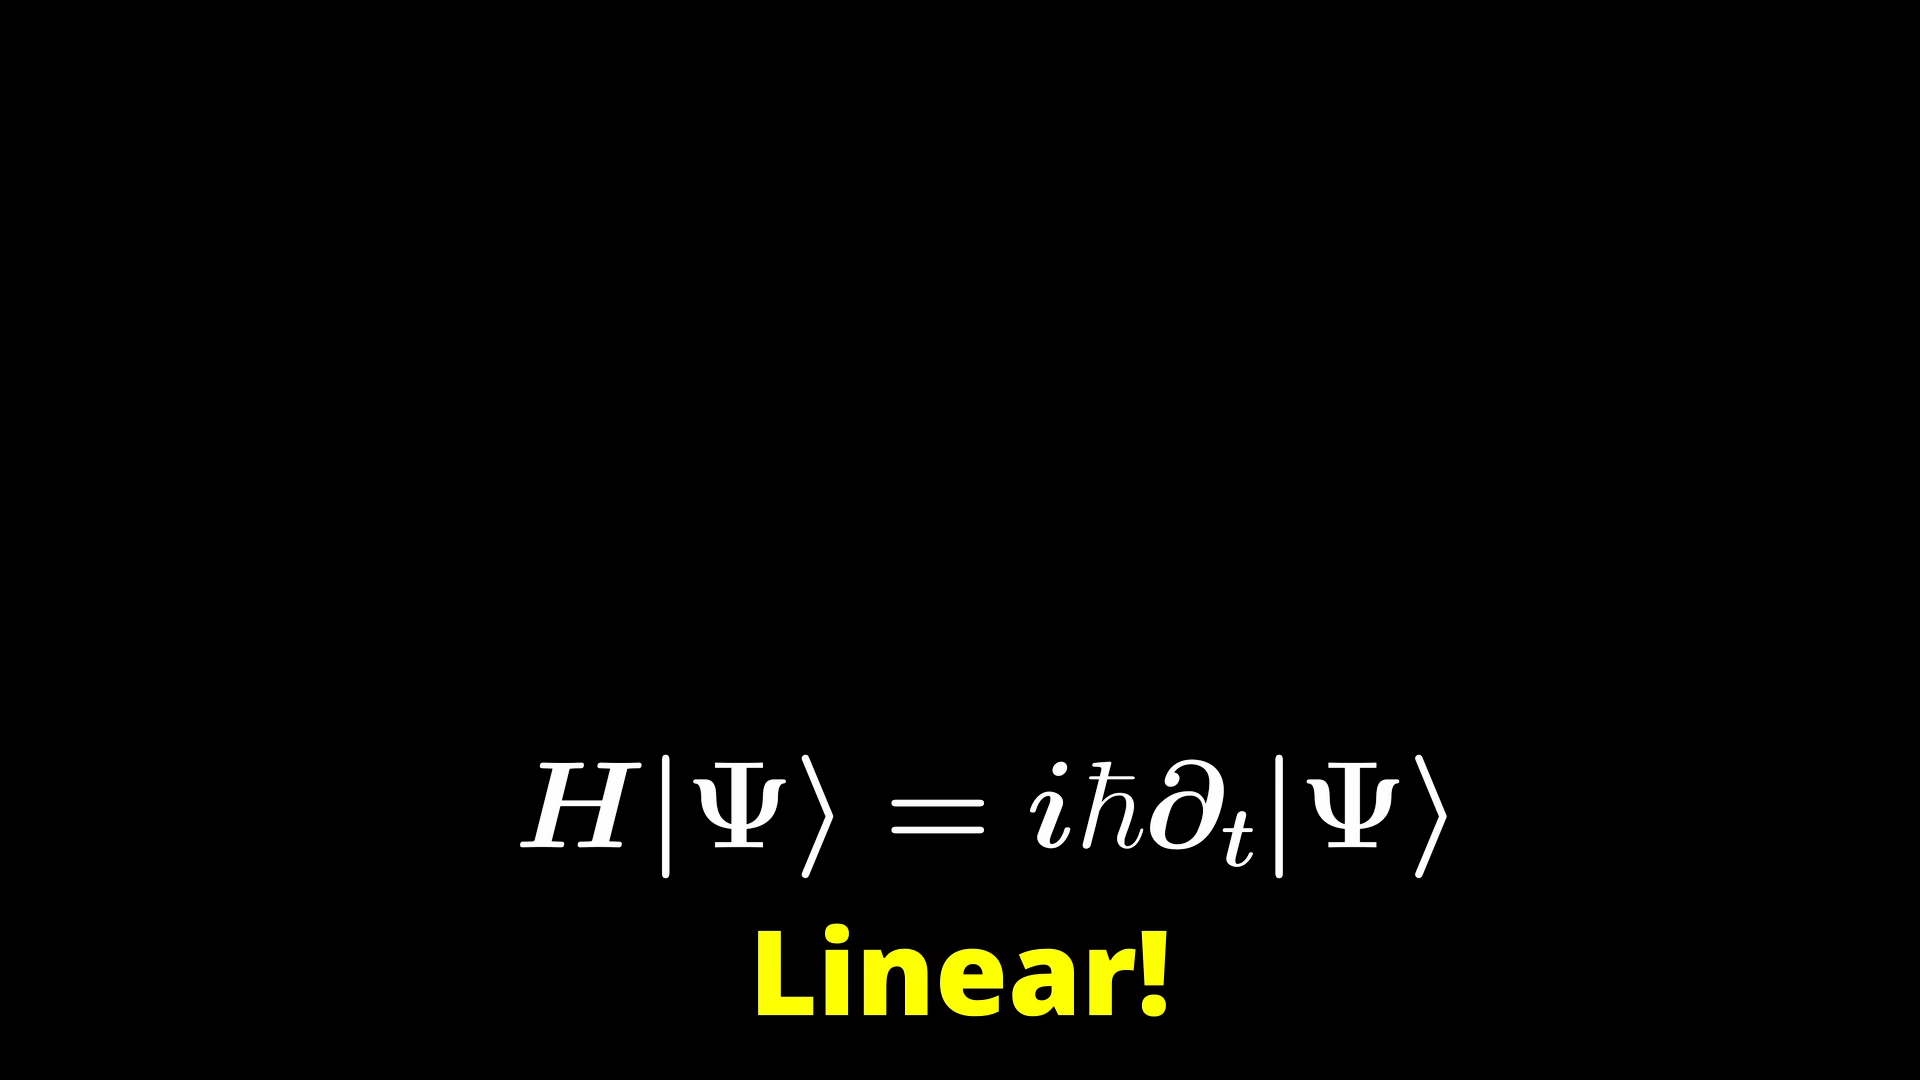 H|Ψ⟩ = iħ∂ₜ|Ψ⟩
Linear!